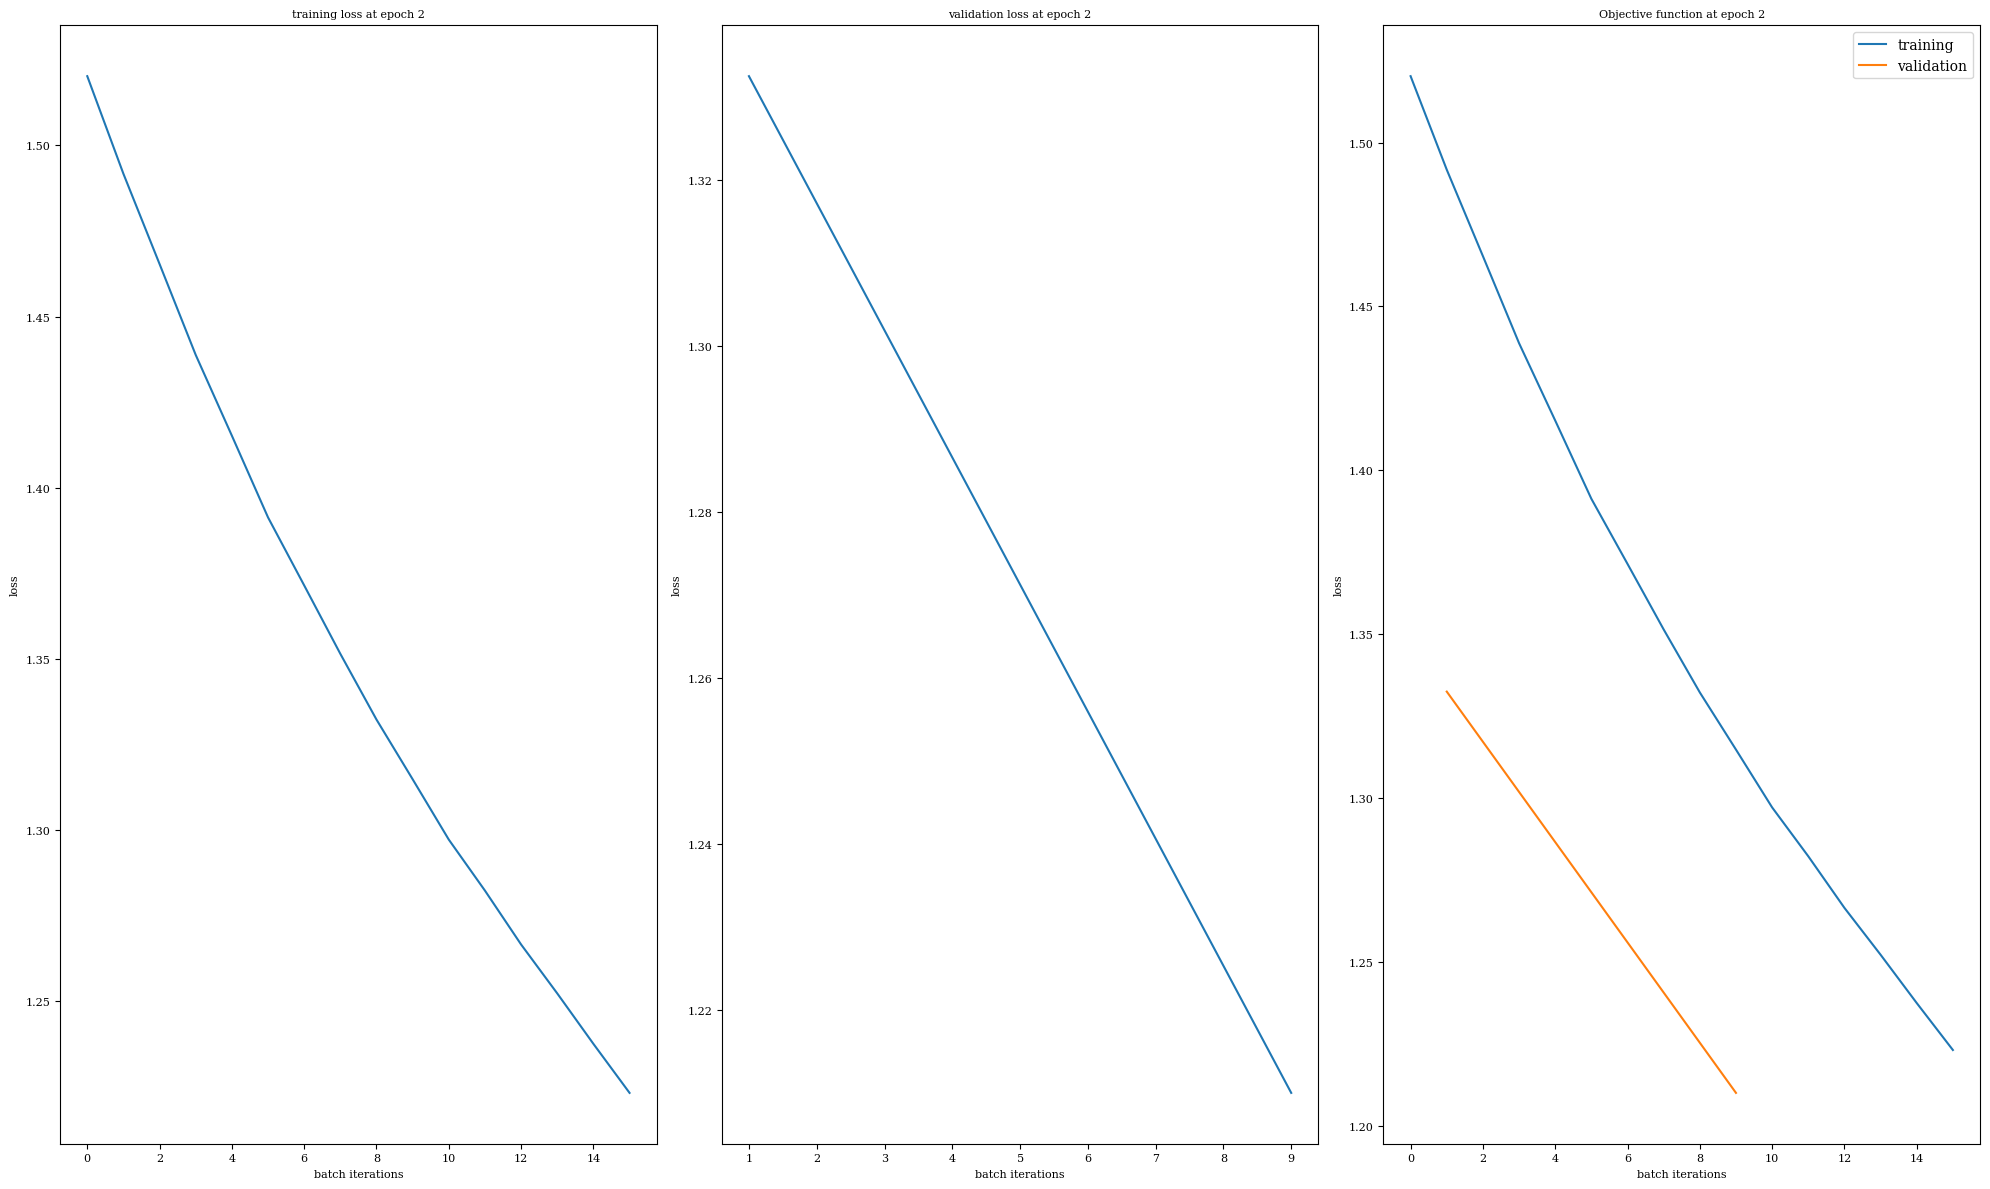 training loss at epoch 2
1.50
1.45
1.40
1.35
1.30
1.25
loss
0 2 4 6 8 10 12 14
batch iterations
validation loss at epoch 2
1.32
1.30
1.28
1.26
1.24
1.22
loss
1 2 3 4 5 6 7 8 9
batch iterations
Objective function at epoch 2
training
validation
1.50
1.45
1.40
1.35
1.30
1.25
1.20
loss
0 2 4 6 8 10 12 14
batch iterations